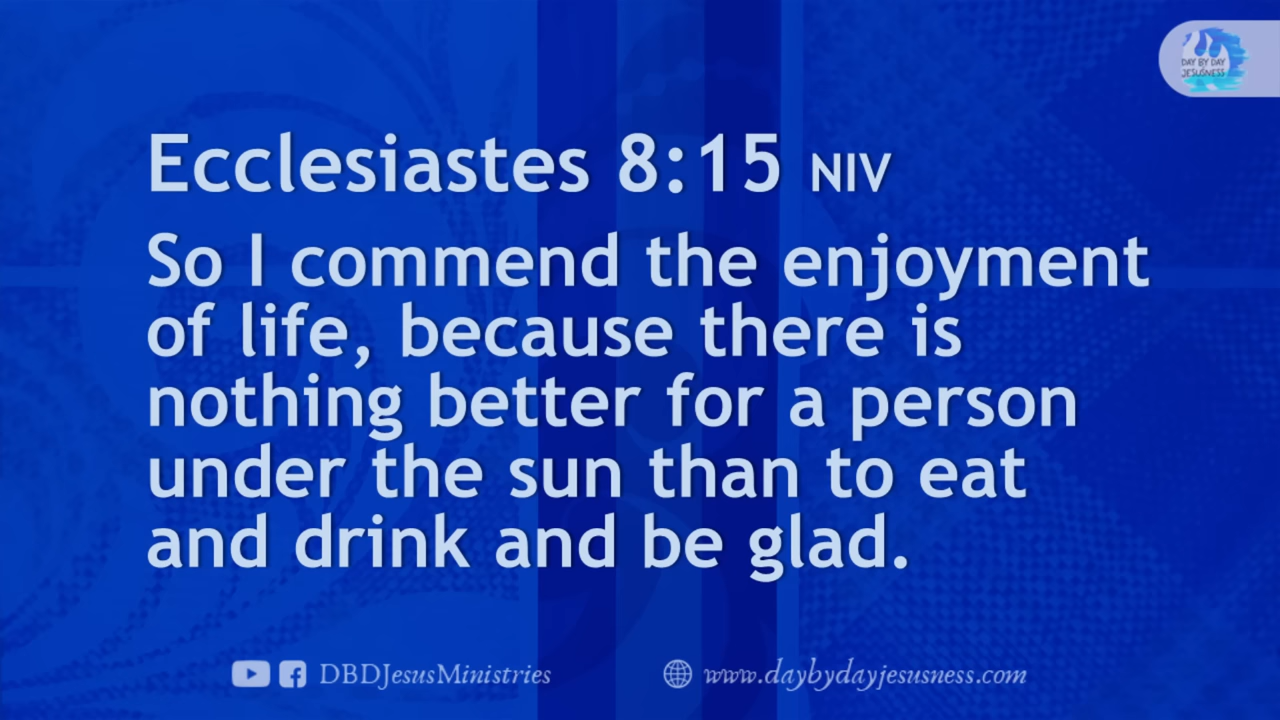 DAY BY DAY
JESUSNESS
Ecclesiastes 8:15 NIV
So I commend the enjoyment
of life, because there is
nothing better for a person
under the sun than to eat
and drink and be glad.
DBDJesusMinistries
www.daybydayjesusness.com